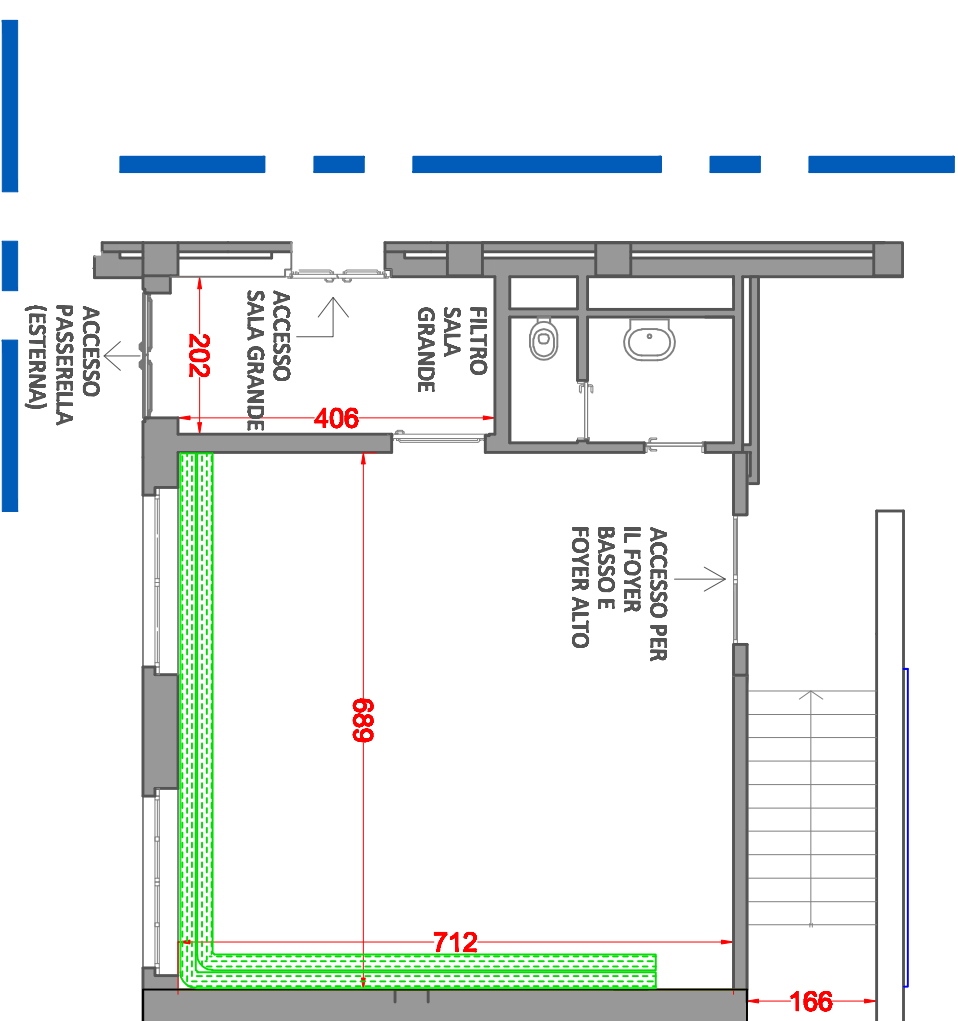 ACCESSO
PASSERELLA
(ESTERNA)
202
ACCESSO
SALA GRANDE
406
FILTRO
SALA
GRANDE
ACCESSO PER
IL FOYER
BASSO E
FOYER ALTO
689
712
166